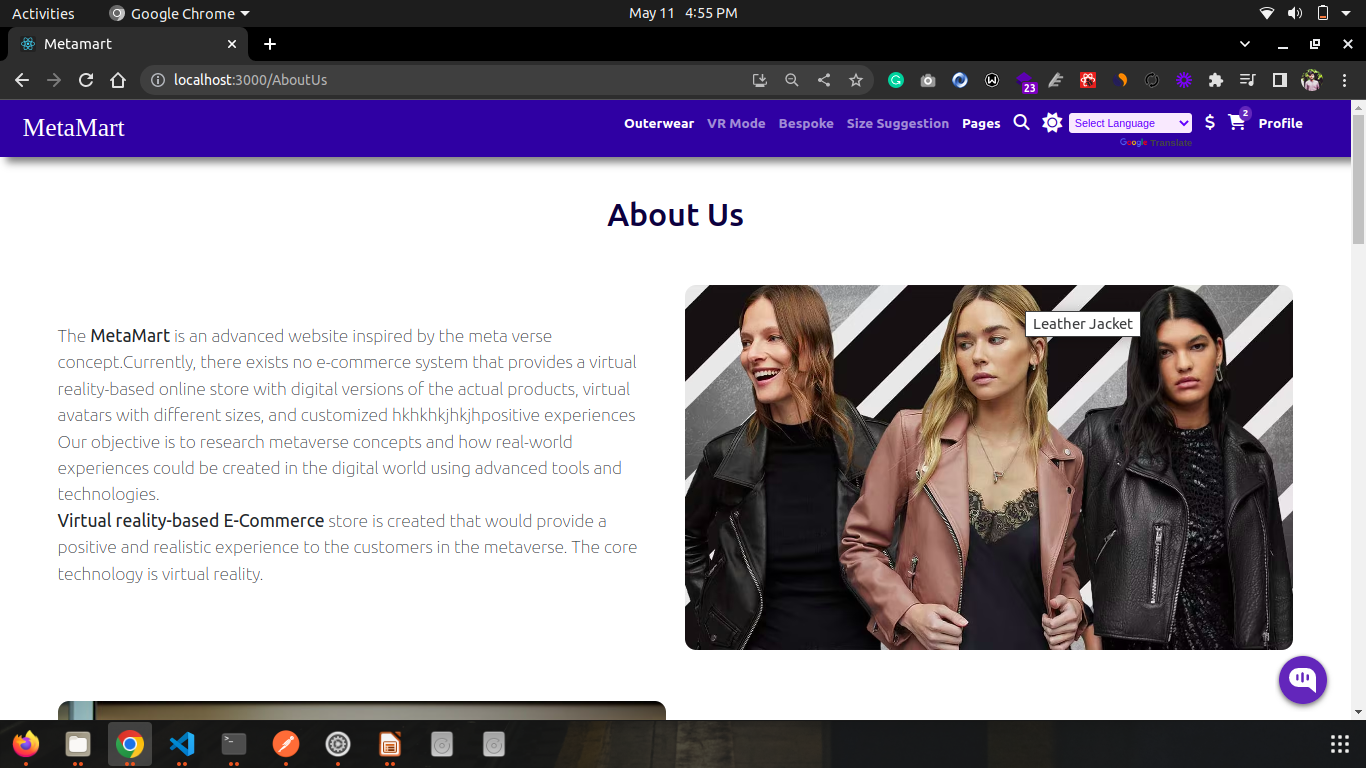 Activities
Google Chrome
May 11 4:55 PM
Metamart
localhost:3000/AboutUs
23
MetaMart
Outerwear
VR Mode
Bespoke
Size Suggestion
Pages
Select Language
$
2
Profile
Google Translate
About Us
The MetaMart is an advanced website inspired by the meta verse
concept.Currently, there exists no e-commerce system that provides a virtual
reality-based online store with digital versions of the actual products, virtual
avatars with different sizes, and customized hkhkhkjhkjhpositive experiences
Our objective is to research metaverse concepts and how real-world
experiences could be created in the digital world using advanced tools and
technologies.
Virtual reality-based E-Commerce store is created that would provide a
positive and realistic experience to the customers in the metaverse. The core
technology is virtual reality.
Leather Jacket